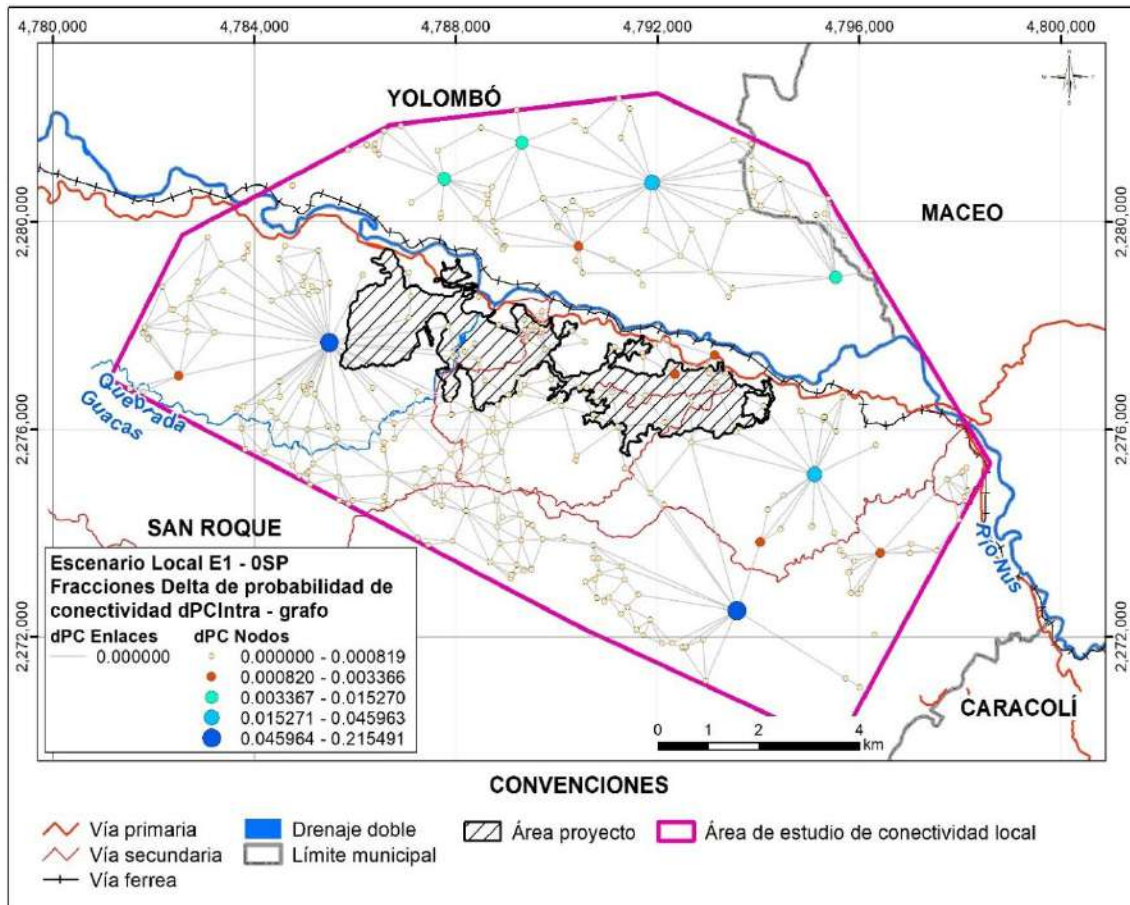 4,780,000 4,784,000 4,788,000 4,792,000 4,796,000 4,800,000
YOLOMBÓ
MACEO
2,280,000 2,280,000
2,276,000 2,276,000
2,272,000 2,272,000
Quebrada
Guacas
SAN ROQUE
Río Nus
CARACOLÍ
Escenario Local E1 - 0SP
Fracciones Delta de probabilidad de
conectividad dPCIntra - grafo
dPC Enlaces dPC Nodos
0.000000 0.000000 - 0.000819
0.000820 - 0.003366
0.003367 - 0.015270
0.015271 - 0.045963
0.045964 - 0.215491
0 1 2 4
km
CONVENCIONES
Vía primaria Drenaje doble Área proyecto Área de estudio de conectividad local
Vía secundaria Límite municipal
Vía ferrea